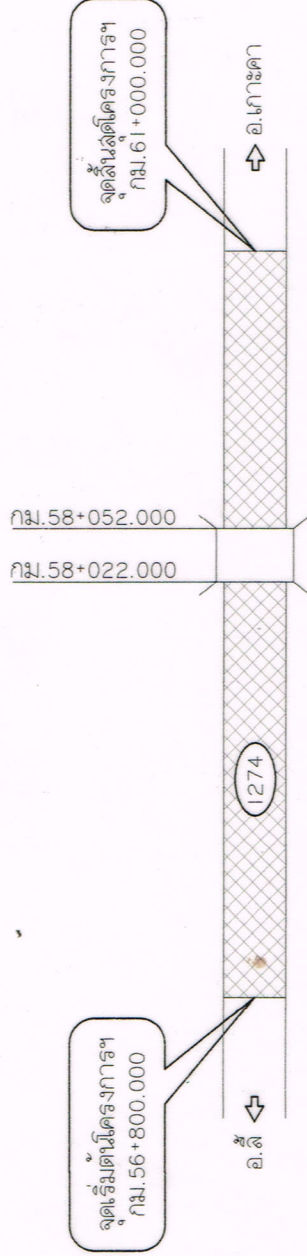 จุดเริ่มต้นโครงการฯ
กม.56+800.000
อ.ลี้
1274
กม.58+022.000
กม.58+052.000
จุดสิ้นสุดโครงการฯ
กม.61+000.000
อ.เกาะคา